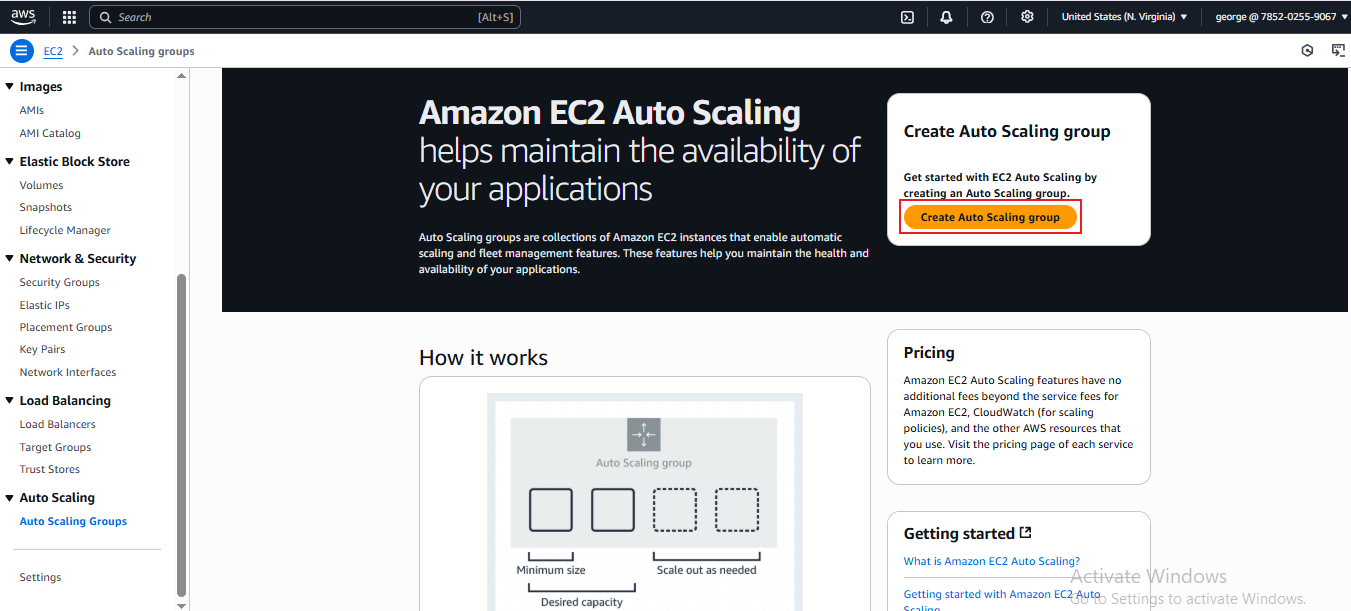 aws
Search
[Alt+S]
United States (N. Virginia)
george @ 7852-0255-9067
EC2
Auto Scaling groups
Images
AMIs
AMI Catalog
Elastic Block Store
Volumes
Snapshots
Lifecycle Manager
Network & Security
Security Groups
Elastic IPs
Placement Groups
Key Pairs
Network Interfaces
Load Balancing
Load Balancers
Target Groups
Trust Stores
Auto Scaling
Auto Scaling Groups
Settings
Amazon EC2 Auto Scaling
helps maintain the availability of
your applications
Auto Scaling groups are collections of Amazon EC2 instances that enable automatic
scaling and fleet management features. These features help you maintain the health and
availability of your applications.
Create Auto Scaling group
Get started with EC2 Auto Scaling by
creating an Auto Scaling group.
Create Auto Scaling group
How it works
Auto Scaling group
Minimum size
Scale out as needed
Desired capacity
Pricing
Amazon EC2 Auto Scaling features have no
additional fees beyond the service fees for
Amazon EC2, CloudWatch (for scaling
policies), and the other AWS resources that
you use. Visit the pricing page of each service
to learn more.
Getting started
What is Amazon EC2 Auto Scaling?
Getting started with Amazon EC2 Auto
Scaling
Activate Windows
Go to Settings to activate Windows.